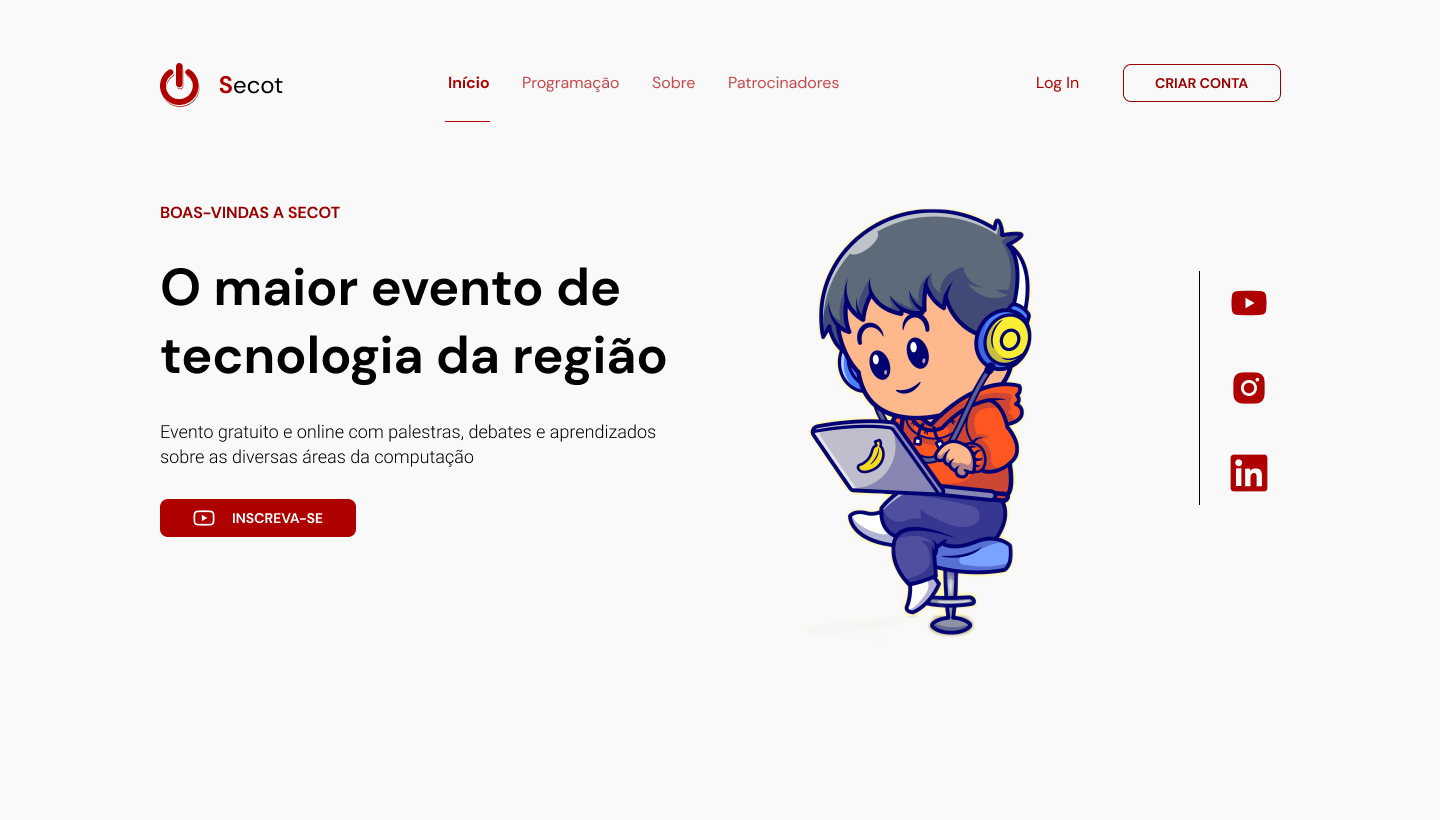 Secot
Início
Programação
Sobre
Patrocinadores
Log In
CRIAR CONTA
BOAS-VINDAS A SECOT
O maior evento de
tecnologia da região
Evento gratuito e online com palestras, debates e aprendizados
sobre as diversas áreas da computação
INSCREVA-SE
in